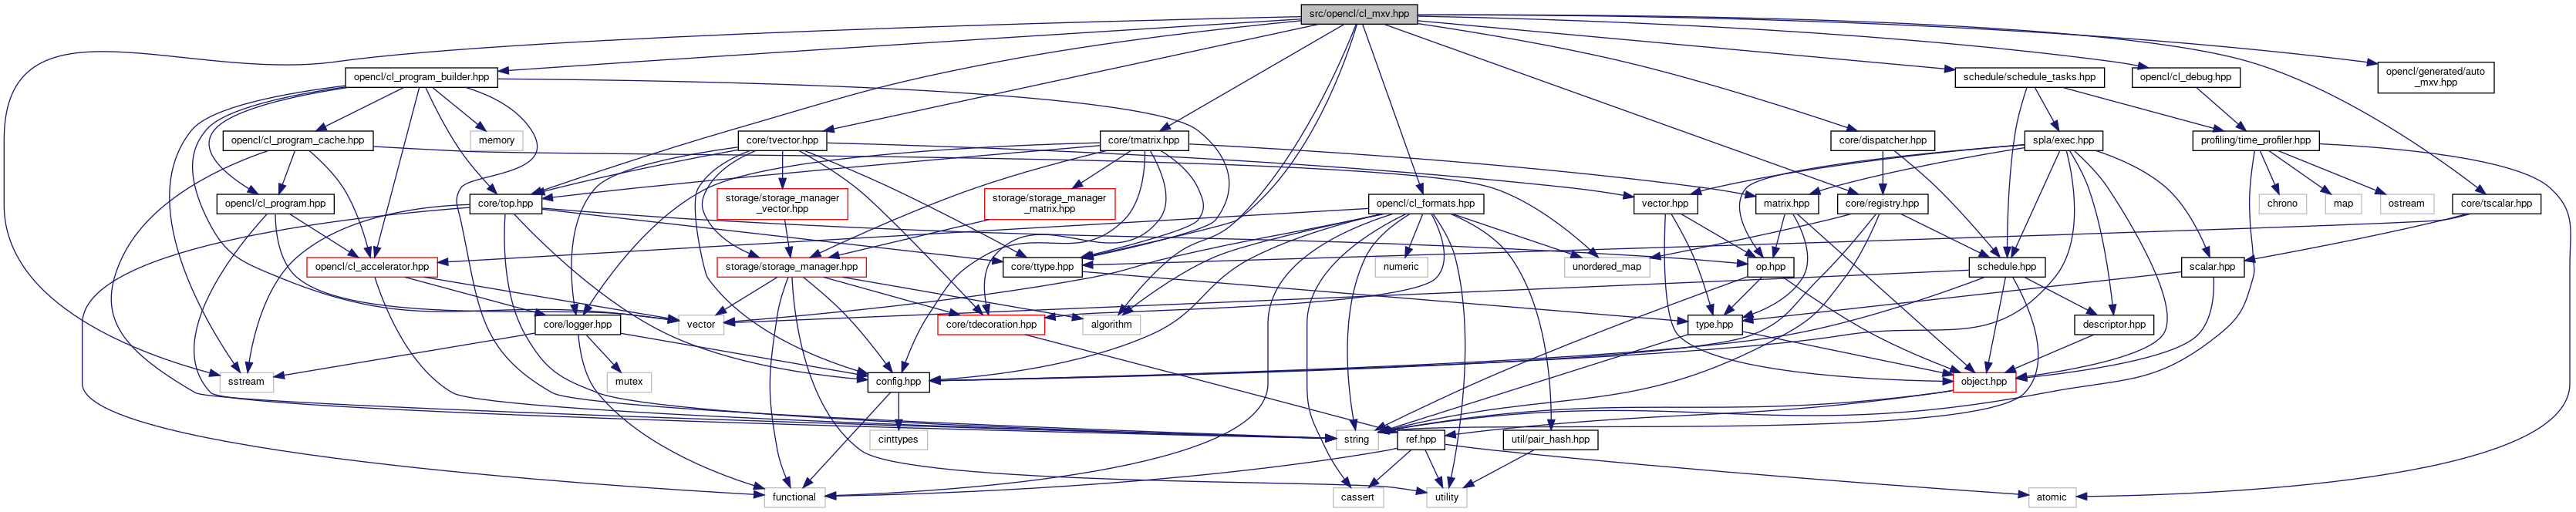 src/opencl/cl_mxv.hpp
opencl/cl_program_builder.hpp
schedule/schedule_tasks.hpp
opencl/cl_debug.hpp
opencl/generated/auto
_mxv.hpp
opencl/cl_program_cache.hpp
memory
core/tvector.hpp
core/tmatrix.hpp
core/dispatcher.hpp
spla/exec.hpp
profiling/time_profiler.hpp
opencl/cl_program.hpp
core/top.hpp
storage/storage_manager
_vector.hpp
storage/storage_manager
_matrix.hpp
opencl/cl_formats.hpp
vector.hpp
matrix.hpp
core/registry.hpp
chrono
map
ostream
core/tscalar.hpp
opencl/cl_accelerator.hpp
storage/storage_manager.hpp
core/ttype.hpp
numeric
unordered_map
op.hpp
schedule.hpp
scalar.hpp
core/logger.hpp
vector
core/tdecoration.hpp
algorithm
type.hpp
descriptor.hpp
sstream
mutex
config.hpp
object.hpp
cinttypes
string
ref.hpp
util/pair_hash.hpp
functional
cassert
utility
atomic